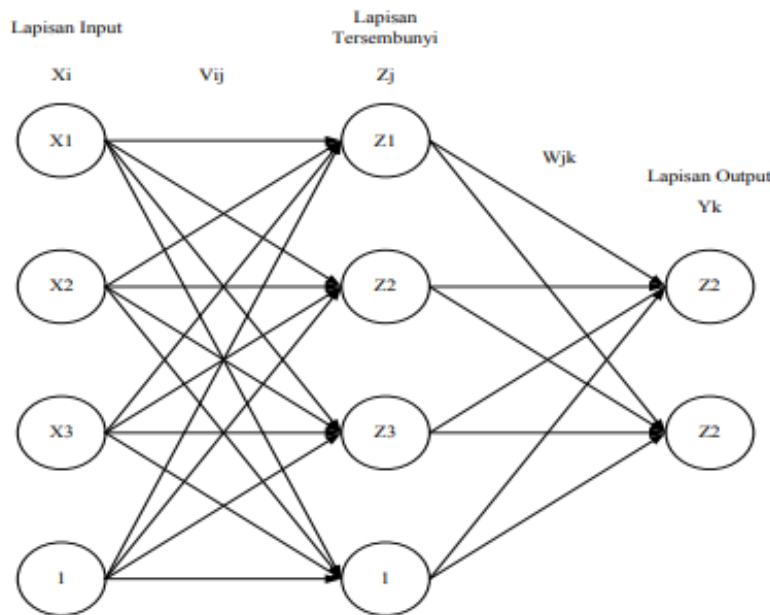 Lapisan Input
Lapisan
Tersembunyi
Xi
Vij
Zj
X1
Z1
Wjk
Lapisan Output
Yk
X2
Z2
Z2
X3
Z3
Z2
1
1